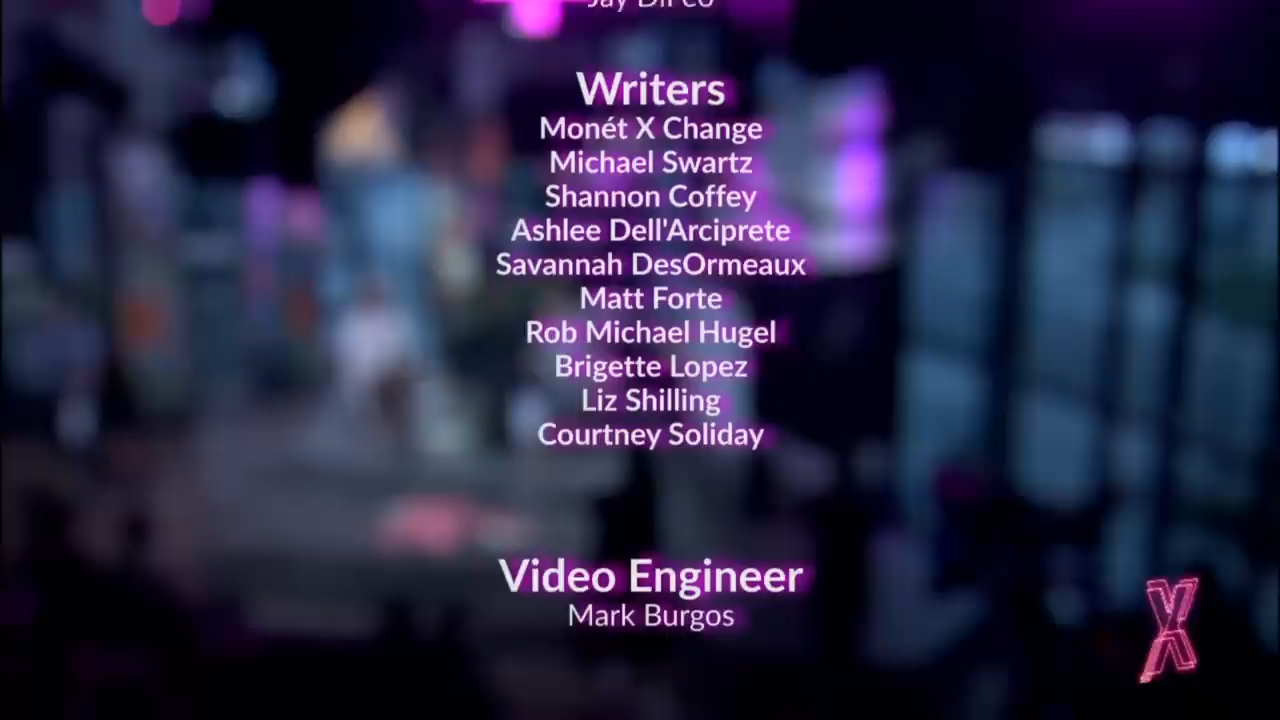 Writers
Monét X Change
Michael Swartz
Shannon Coffey
Ashlee Dell'Arciprete
Savannah DesOrmeaux
Matt Forte
Rob Michael Hugel
Brigette Lopez
Liz Shilling
Courtney Soliday
Video Engineer
Mark Burgos
X